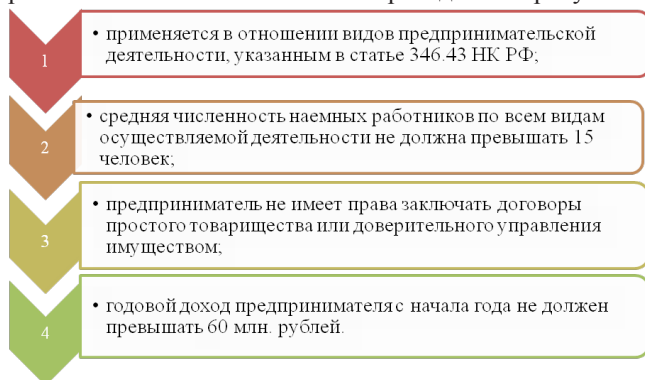 1
• применяется в отношении видов предпринимательской
деятельности, указанным в статье 346.43 НК РФ;
2
• средняя численность наемных работников по всем видам
осуществляемой деятельности не должна превышать 15
человек;
3
• предприниматель не имеет права заключать договоры
простого товарищества или доверительного управления
имуществом;
4
• годовой доход предпринимателя с начала года не должен
превышать 60 млн. рублей.